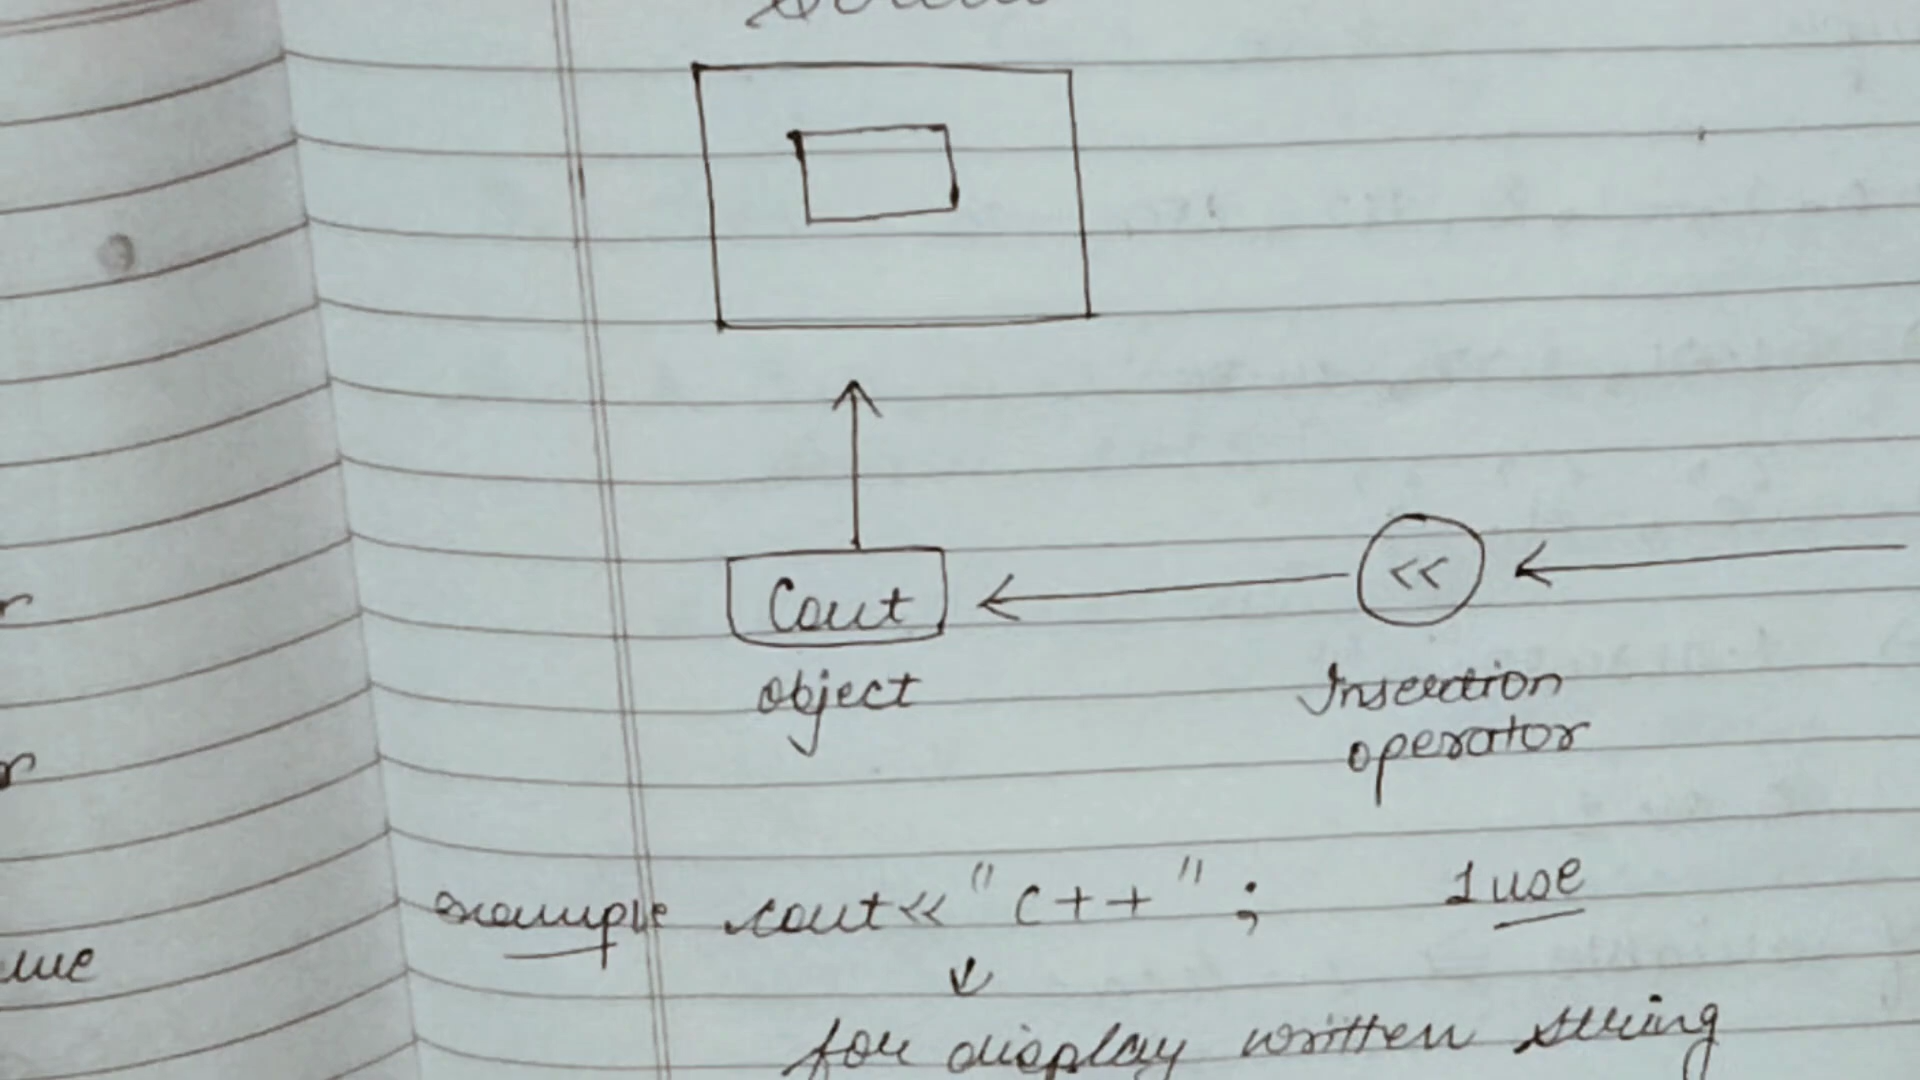 Cout
<<
object
Insertion
operator
example cout<< "C++" ; 1 use
for display written string